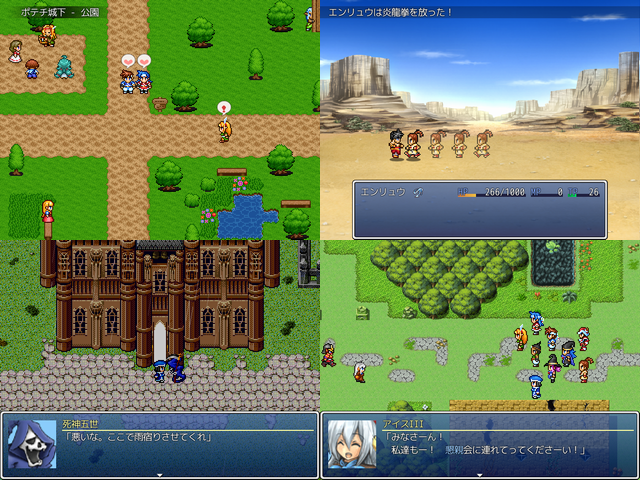 ポテチ城下 - 公園
エンリュウは炎龍拳を放った！
エンリュウ HP 266/1000 MP 0 TP 26
死神五世
「悪いな。ここで雨宿りさせてくれ」
アイスIII
「みなさーん！
私達もー！ 懇親会に連れてってくださーい！」